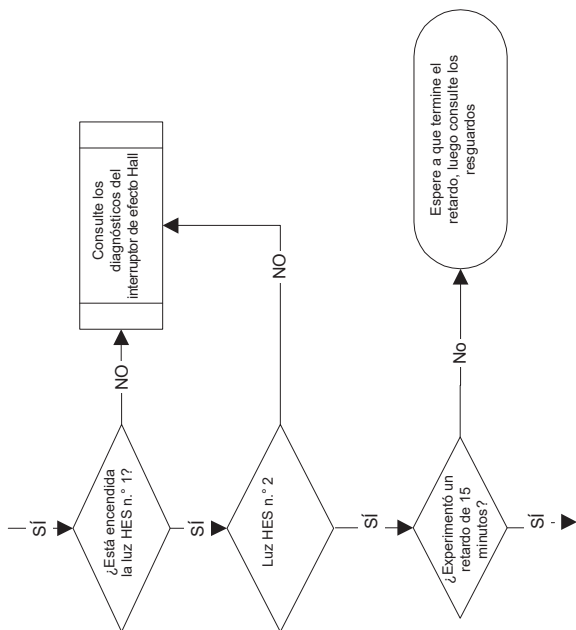 SÍ
¿Está encendida
la luz HES n.° 1?
NO
Consulte los
diagnósticos del
interruptor de efecto Hall
SÍ
Luz HES n.° 2
NO
SÍ
¿Experimentó un
retardo de 15
minutos?
No
Espere a que termine el
retardo, luego consulte los
resguardos
SÍ